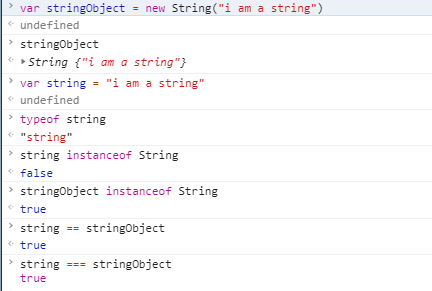 > var stringObject = new String("i am a string")
< undefined
> stringObject
< ▸ String {"i am a string"}
> var string = "i am a string"
< undefined
> typeof string
< "string"
> string instanceof String
< false
> stringObject instanceof String
< true
> string == stringObject
< true
> string === stringObject
true